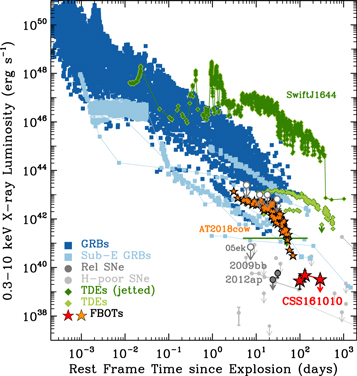 10^50
10^48
10^46
10^44
10^42
10^40
10^38
0.3-10 keV X-ray Luminosity (erg s^-1)
SwiftJ1644
AT2018cow
05ek
2009bb
2012ap
CSS161010
GRBs
Sub-E GRBs
Rel SNe
H-poor SNe
TDEs (jetted)
TDEs
FBOTs
10^-3 10^-2 10^-1 10^0 10^1 10^2 10^3
Rest Frame Time since Explosion (days)